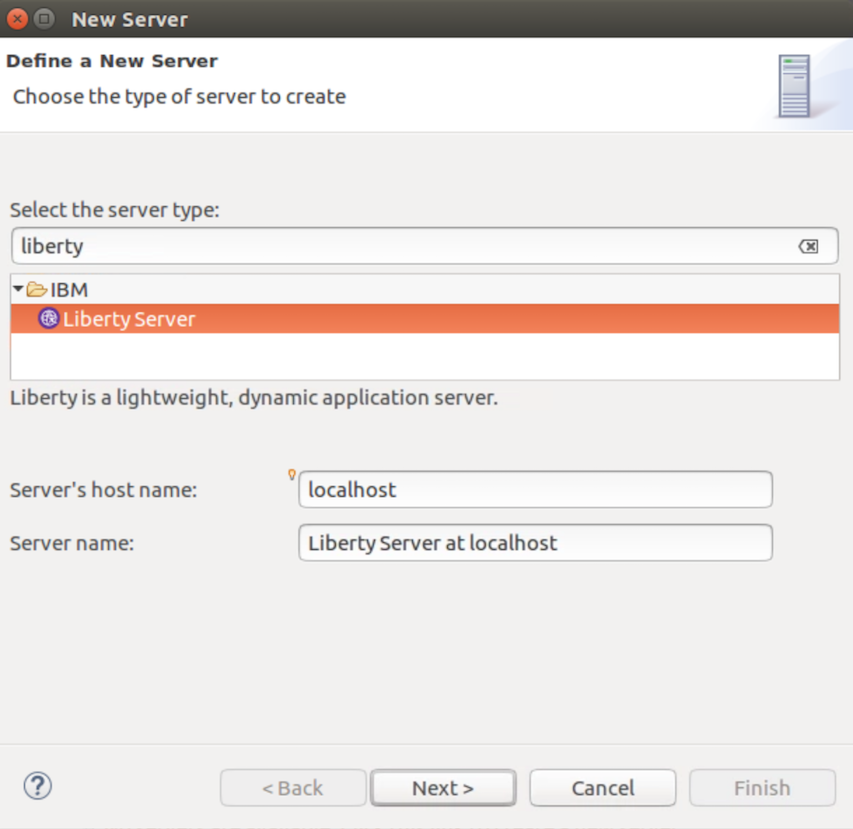 New Server
Define a New Server
Choose the type of server to create
Select the server type:
liberty
IBM
Liberty Server
Liberty is a lightweight, dynamic application server.
Server's host name: localhost
Server name: Liberty Server at localhost
? < Back Next > Cancel Finish